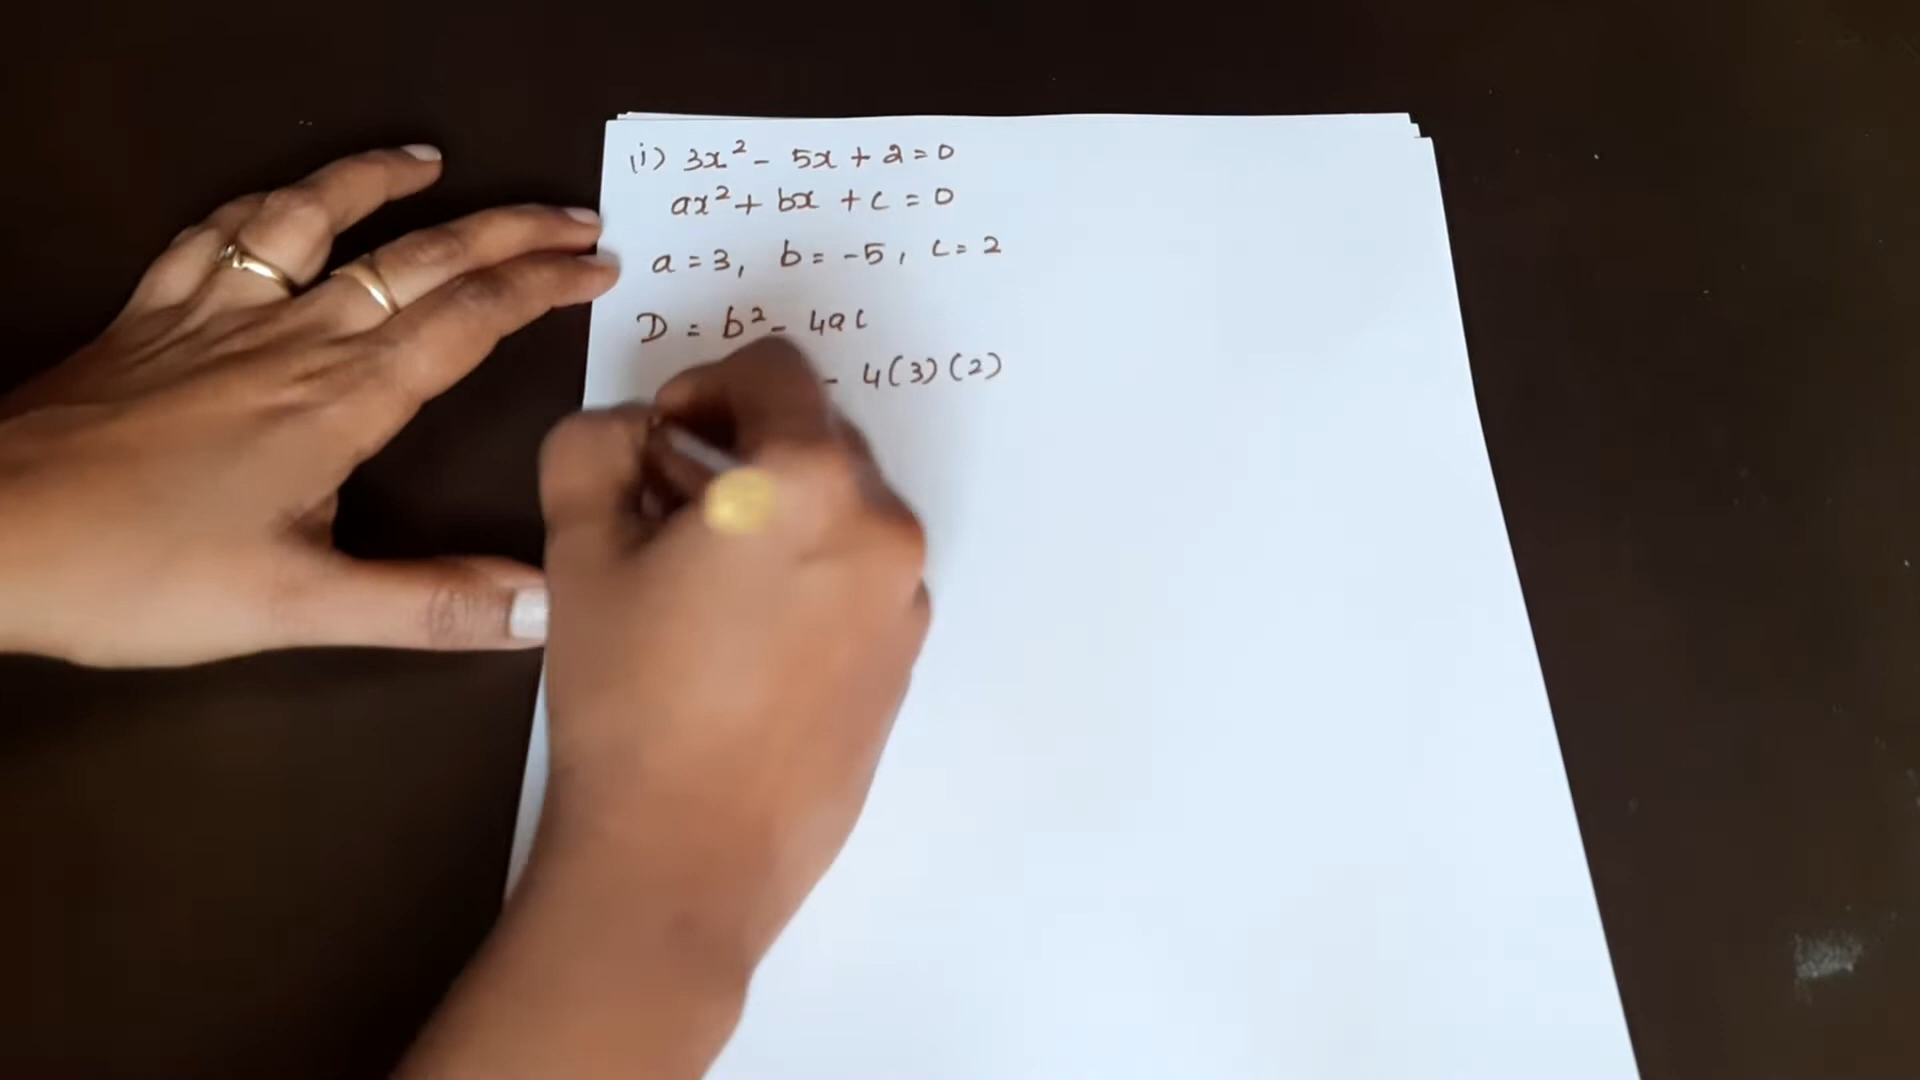 (i) 3x² - 5x + 2 = 0
ax² + bx + c = 0
a = 3, b = -5, c = 2
D = b² - 4ac
- 4(3)(2)